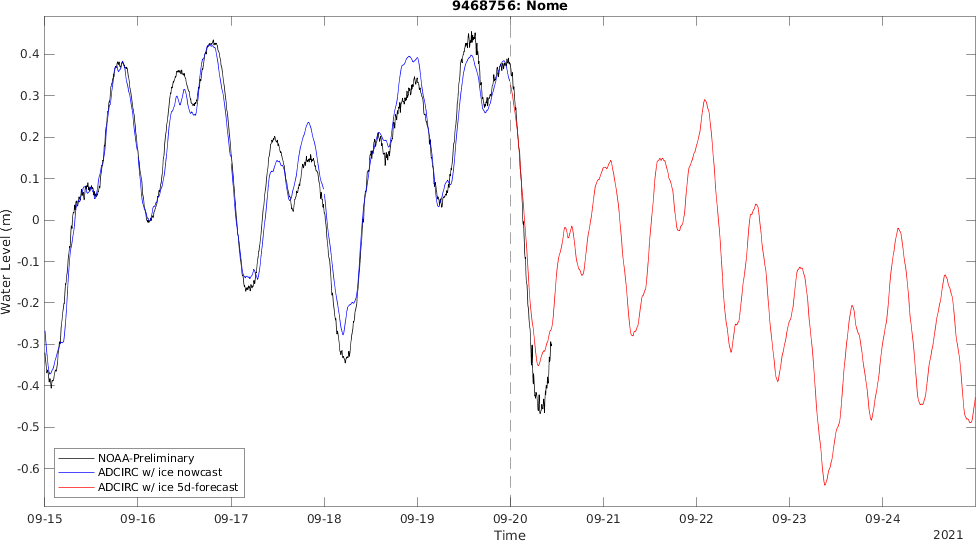 9468756: Nome
0.4
0.3
0.2
0.1
0
-0.1
-0.2
-0.3
-0.4
-0.5
-0.6
Water Level (m)
NOAA-Preliminary
ADCIRC w/ ice nowcast
ADCIRC w/ ice 5d-forecast
09-15 09-16 09-17 09-18 09-19 09-20 09-21 09-22 09-23 09-24
Time
2021